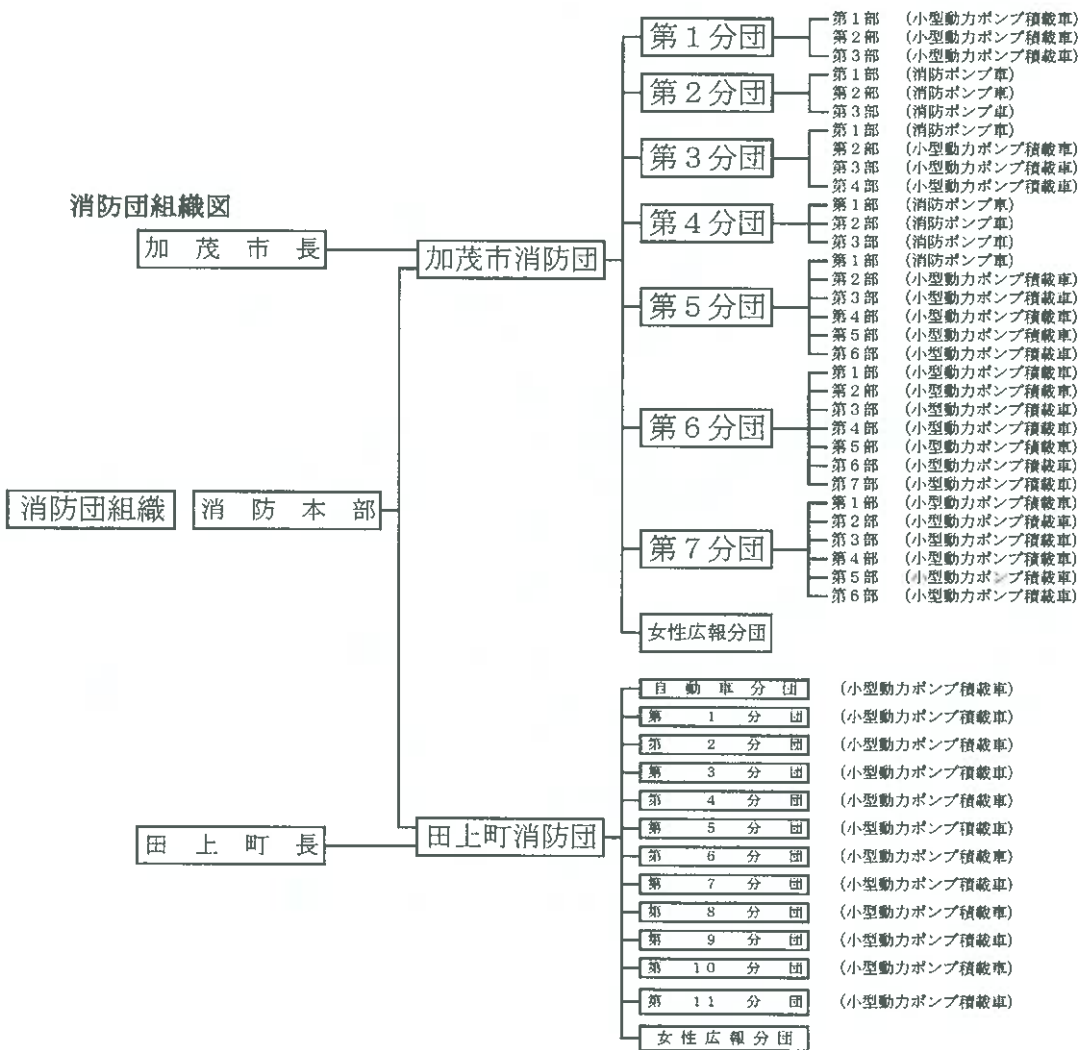 消防団組織図
消防団組織
消防本部
加茂市長
加茂市消防団
第1分団
第1部 (小型動力ポンプ積載車)
第2部 (小型動力ポンプ積載車)
第3部 (小型動力ポンプ積載車)
第2分団
第1部 (消防ポンプ車)
第2部 (消防ポンプ車)
第3部 (消防ポンプ車)
第3分団
第1部 (消防ポンプ車)
第2部 (小型動力ポンプ積載車)
第3部 (小型動力ポンプ積載車)
第4部 (小型動力ポンプ積載車)
第4分団
第1部 (消防ポンプ車)
第2部 (消防ポンプ車)
第3部 (消防ポンプ車)
第5分団
第1部 (消防ポンプ車)
第2部 (小型動力ポンプ積載車)
第3部 (小型動力ポンプ積載車)
第4部 (小型動力ポンプ積載車)
第5部 (小型動力ポンプ積載車)
第6部 (小型動力ポンプ積載車)
第6分団
第1部 (小型動力ポンプ積載車)
第2部 (小型動力ポンプ積載車)
第3部 (小型動力ポンプ積載車)
第4部 (小型動力ポンプ積載車)
第5部 (小型動力ポンプ積載車)
第6部 (小型動力ポンプ積載車)
第7部 (小型動力ポンプ積載車)
第7分団
第1部 (小型動力ポンプ積載車)
第2部 (小型動力ポンプ積載車)
第3部 (小型動力ポンプ積載車)
第4部 (小型動力ポンプ積載車)
第5部 (小型動力ポンプ積載車)
第6部 (小型動力ポンプ積載車)
女性広報分団
田上町長
田上町消防団
自動車分団 (小型動力ポンプ積載車)
第1分団 (小型動力ポンプ積載車)
第2分団 (小型動力ポンプ積載車)
第3分団 (小型動力ポンプ積載車)
第4分団 (小型動力ポンプ積載車)
第5分団 (小型動力ポンプ積載車)
第6分団 (小型動力ポンプ積載車)
第7分団 (小型動力ポンプ積載車)
第8分団 (小型動力ポンプ積載車)
第9分団 (小型動力ポンプ積載車)
第10分団 (小型動力ポンプ積載車)
第11分団 (小型動力ポンプ積載車)
女性広報分団